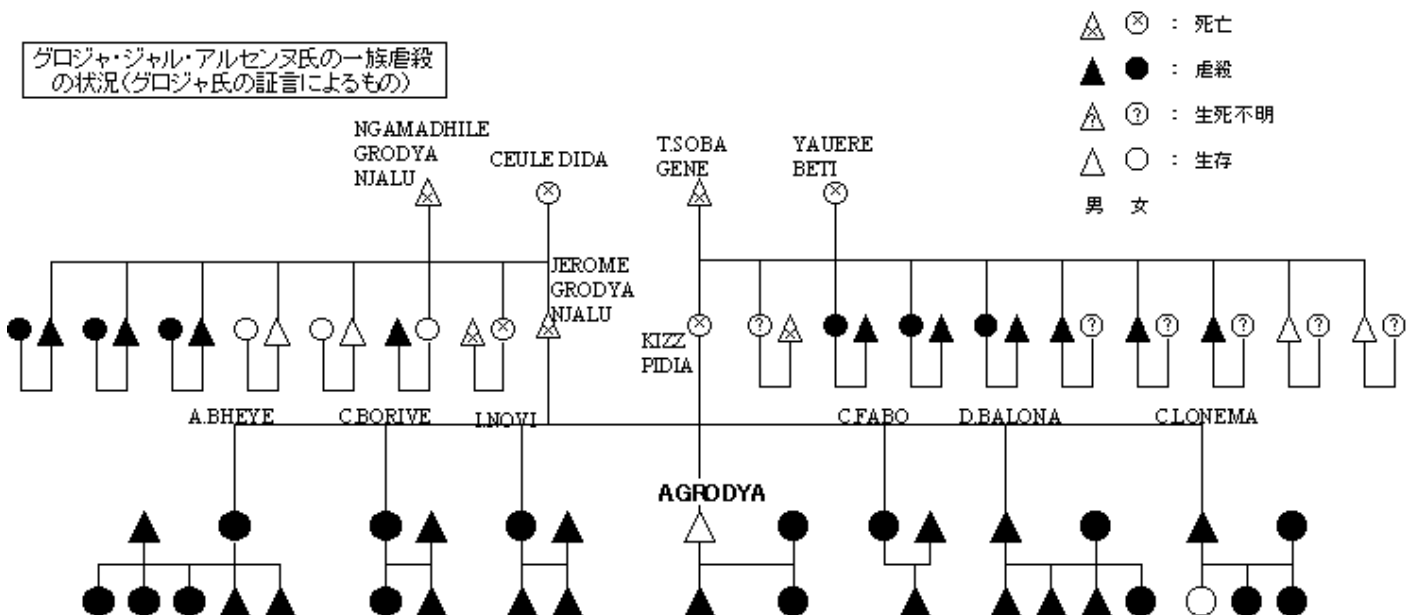 グロジャ・ジャル・アルセンヌ氏の一族虐殺
の状況(グロジャ氏の証言によるもの)
: 死亡
: 虐殺
? ? : 生死不明
: 生存
男 女
NGAMADHILE
GRODYA
NJALU
CEULE DIDA
T.SOBA
GENE
YAUERE
BETI
JEROME
GRODYA
NJALU
KIZZ
PIDIA
? ? ? ? ? ?
A.BHEYE C.BORIVE I.NOVI C.FABO D.BALONA C.LONEMA
A.GRODYA